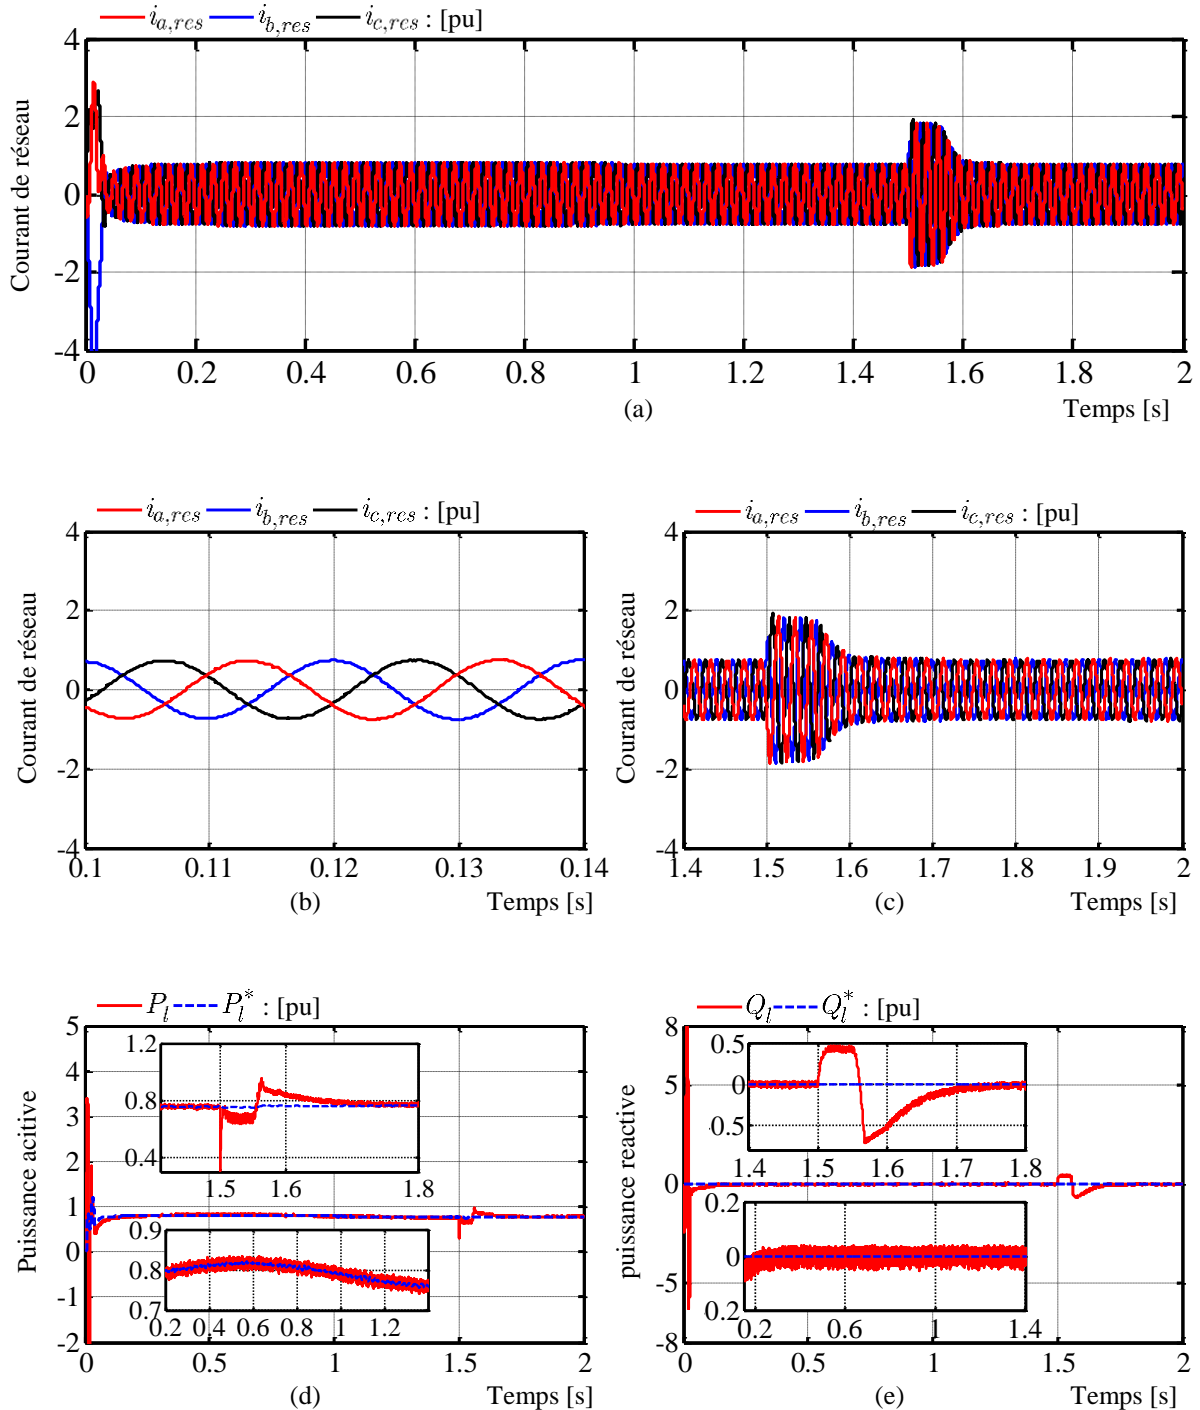 i_{a,res} i_{b,res} i_{c,res} : [pu]
Courant de réseau
4
2
0
-2
-4
0 0.2 0.4 0.6 0.8 1 1.2 1.4 1.6 1.8 2
(a)
Temps [s]
i_{a,res} i_{b,res} i_{c,res} : [pu]
Courant de réseau
4
2
0
-2
-4
0.1 0.11 0.12 0.13 0.14
(b)
Temps [s]
i_{a,res} i_{b,res} i_{c,res} : [pu]
Courant de réseau
4
2
0
-2
-4
1.4 1.5 1.6 1.7 1.8 1.9 2
(c)
Temps [s]
P_l P_l^* : [pu]
Puissance acitive
5
4
3
2
1
0
-1
-2
1.2
0.8
0.4
1.5 1.6 1.8
0.9
0.8
0.7
0.2 0.4 0.6 0.8 1 1.2
0 0.5 1 1.5 2
(d)
Temps [s]
Q_l Q_l^* : [pu]
puissance reactive
8
5
0
-5
-8
0.5
0
0.5
1.4 1.5 1.6 1.7 1.8
0.2
0
0.2
0.2 0.6 1 1.4
0 0.5 1 1.5 2
(e)
Temps [s]